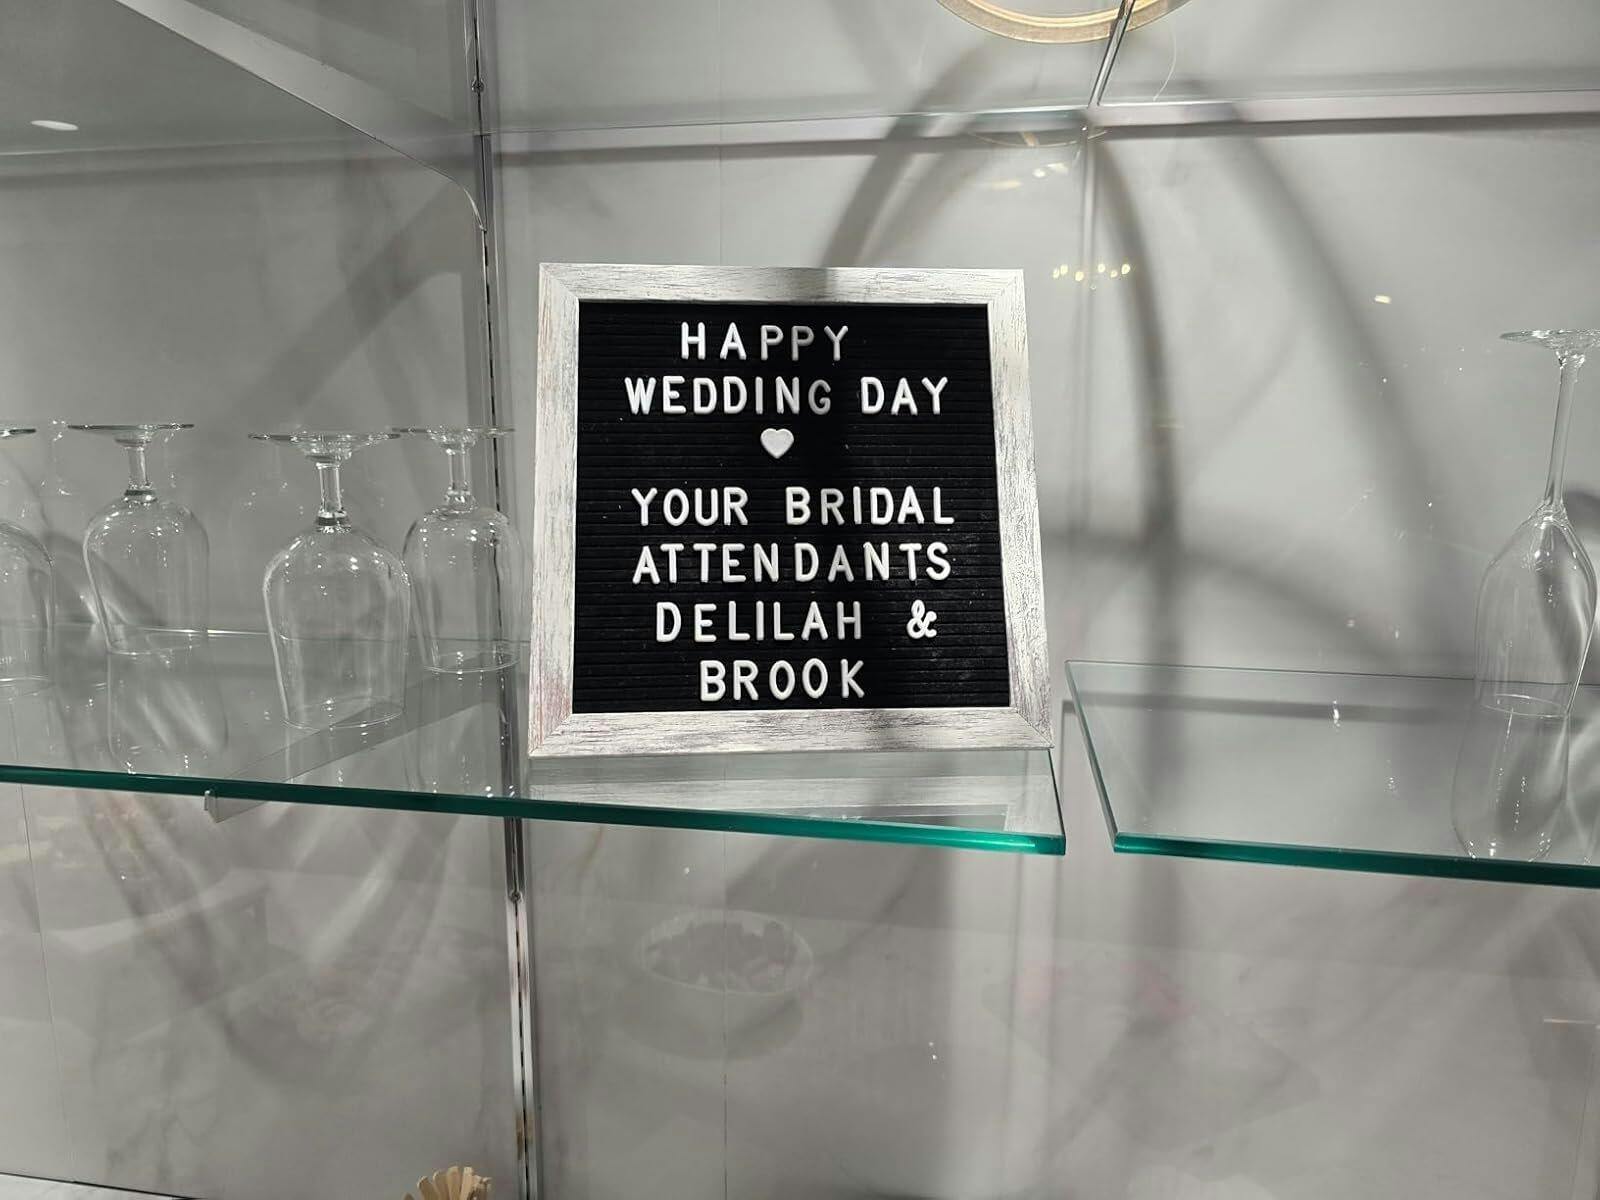 HAPPY
WEDDING DAY
YOUR BRIDAL
ATTENDANTS
DELILAH &
BROOK